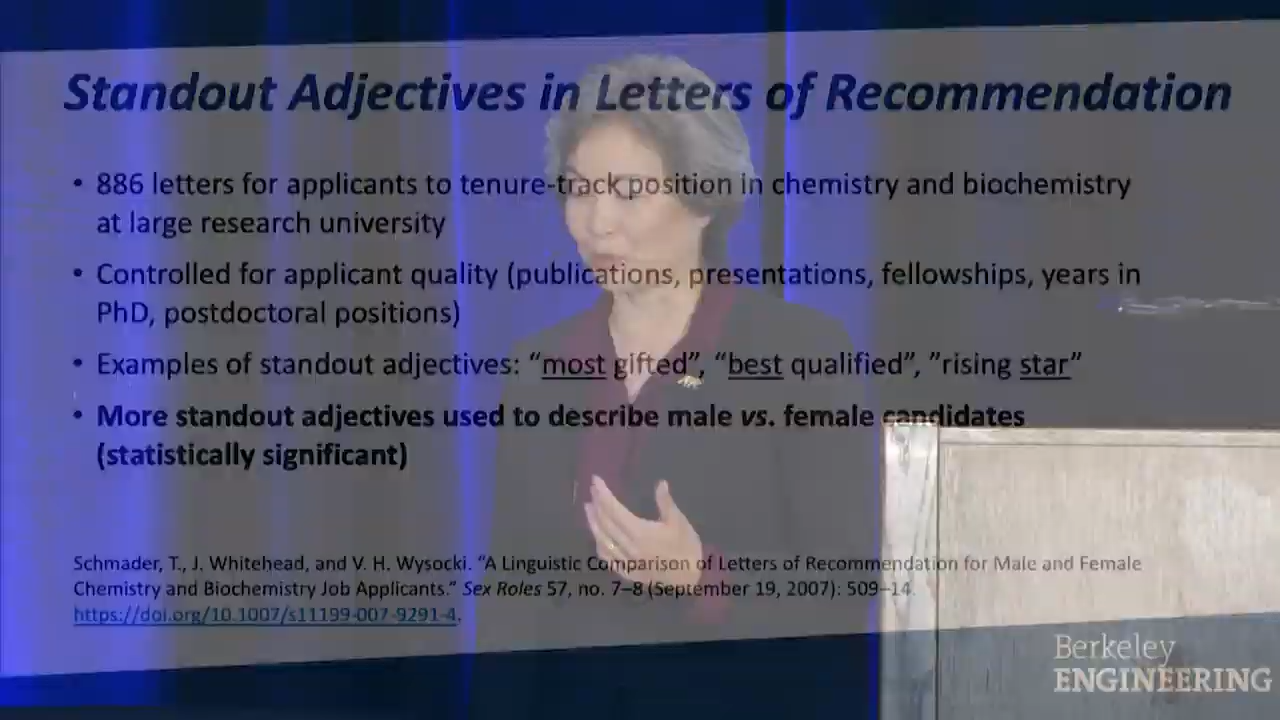 Standout Adjectives in Letters of Recommendation
• 886 letters for applicants to tenure-track position in chemistry and biochemistry
at large research university
• Controlled for applicant quality (publications, presentations, fellowships, years in
PhD, postdoctoral positions)
• Examples of standout adjectives: “most gifted”, “best qualified”, ”rising star”
• More standout adjectives used to describe male vs. female candidates
(statistically significant)
Schmader, T., J. Whitehead, and V. H. Wysocki. “A Linguistic Comparison of Letters of Recommendation for Male and Female
Chemistry and Biochemistry Job Applicants.” Sex Roles 57, no. 7–8 (September 19, 2007): 509–14.
https://doi.org/10.1007/s11199-007-9291-4.
Berkeley
ENGINEERING